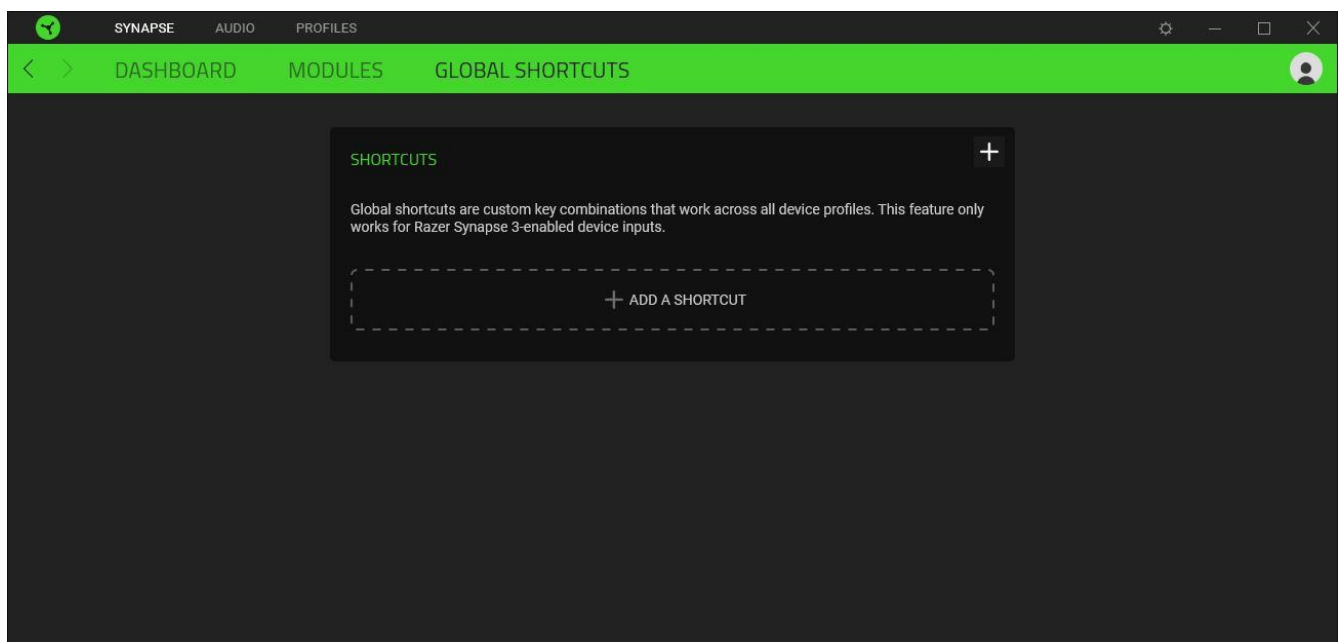 SYNAPSE AUDIO PROFILES
DASHBOARD MODULES GLOBAL SHORTCUTS
SHORTCUTS
Global shortcuts are custom key combinations that work across all device profiles. This feature only
works for Razer Synapse 3-enabled device inputs.
ADD A SHORTCUT